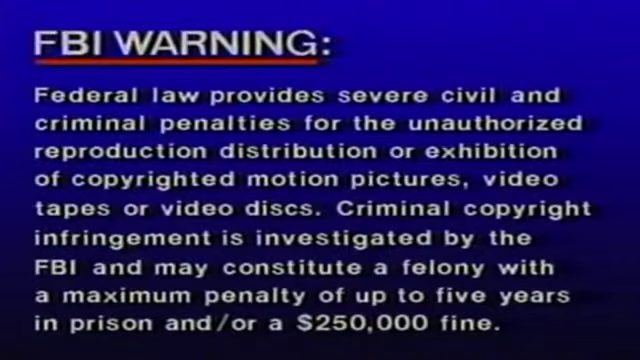 FBI WARNING:
Federal law provides severe civil and
criminal penalties for the unauthorized
reproduction distribution or exhibition
of copyrighted motion pictures, video
tapes or video discs. Criminal copyright
infringement is investigated by the
FBI and may constitute a felony with
a maximum penalty of up to five years
in prison and/or a $250,000 fine.